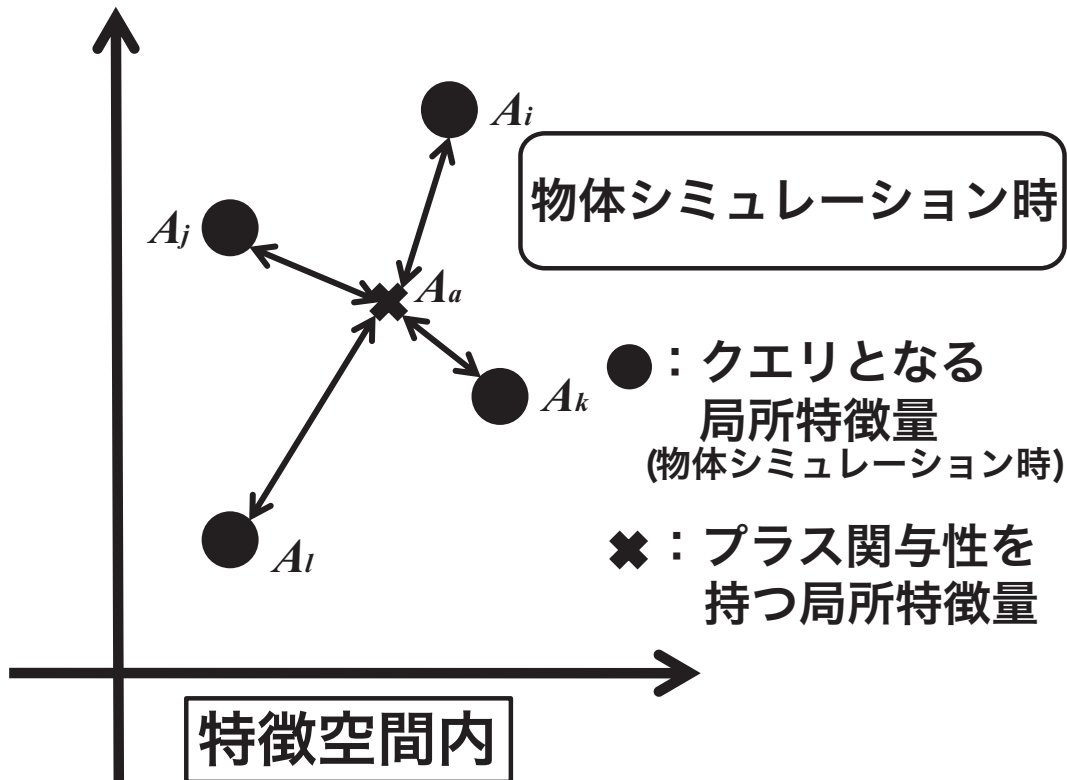 Ai
物体シミュレーション時
Aj
Aa
●：クエリとなる
局所特徴量
(物体シミュレーション時)
Ak
✖：プラス関与性を
持つ局所特徴量
Al
特徴空間内